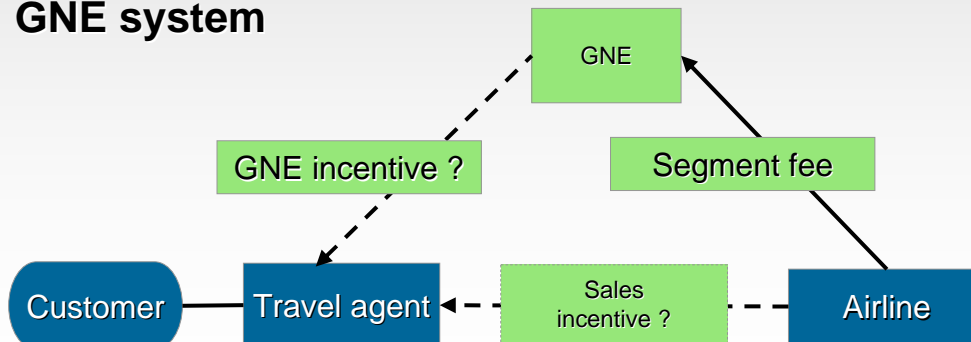 GNE system
GNE
GNE incentive ?
Segment fee
Customer
Travel agent
Sales
incentive ?
Airline